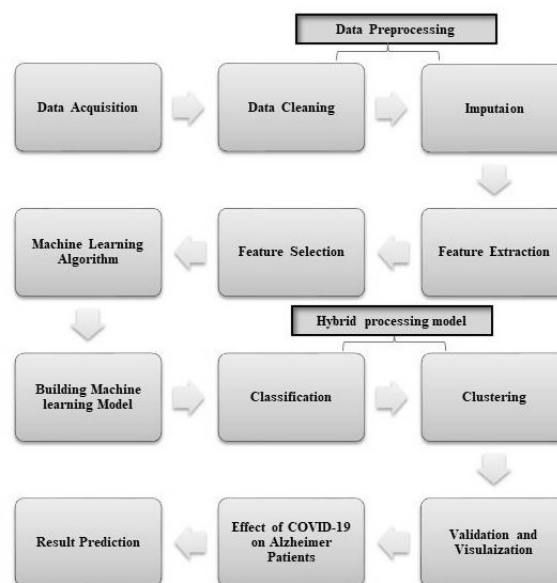 Data Preprocessing
Data Acquisition
Data Cleaning
Imputaion
Machine Learning
Algorithm
Feature Selection
Feature Extraction
Hybrid processing model
Building Machine
learning Model
Classification
Clustering
Result Prediction
Effect of COVID-19
on Alzheimer
Patients
Validation and
Visulaization